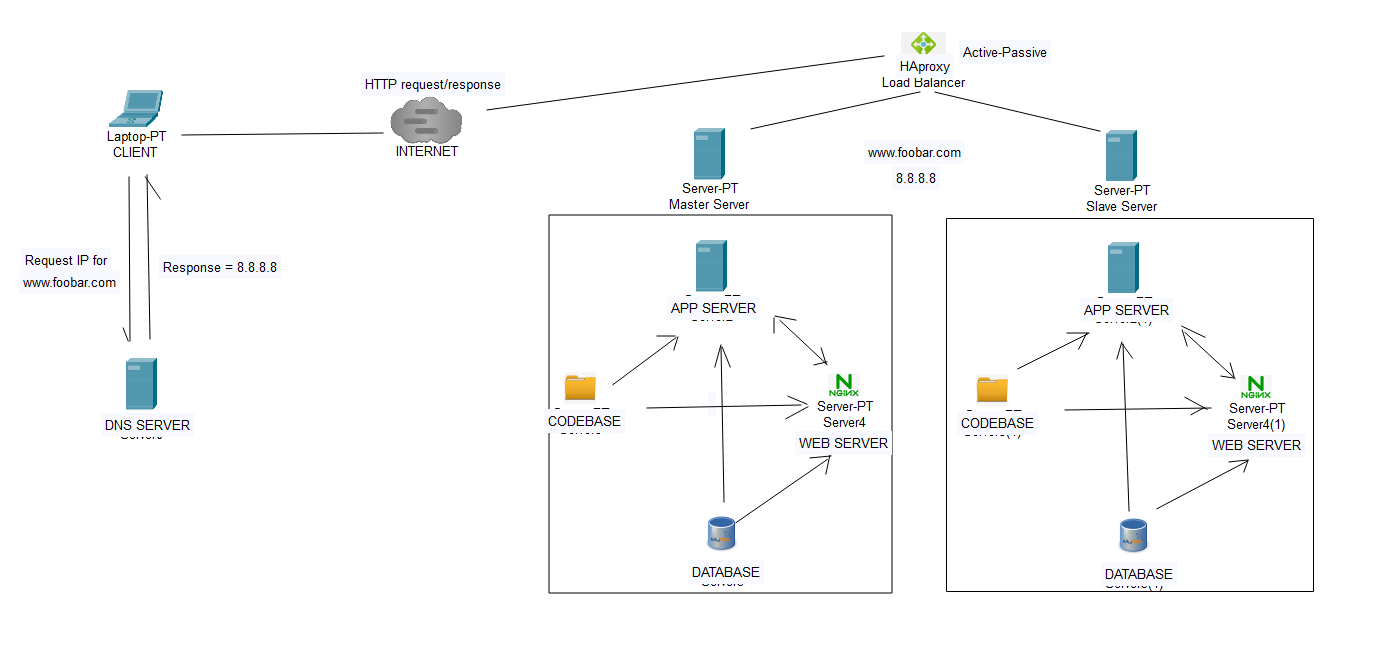 HTTP request/response
INTERNET
HAproxy
Load Balancer
Active-Passive
Laptop-PT
CLIENT
Request IP for
www.foobar.com
Response = 8.8.8.8
DNS SERVER
www.foobar.com
8.8.8.8
Server-PT
Master Server
APP SERVER
CODEBASE
NGINX
Server-PT
Server4
WEB SERVER
MySQL
DATABASE
Server-PT
Slave Server
APP SERVER
CODEBASE
NGINX
Server-PT
Server4(1)
WEB SERVER
MySQL
DATABASE